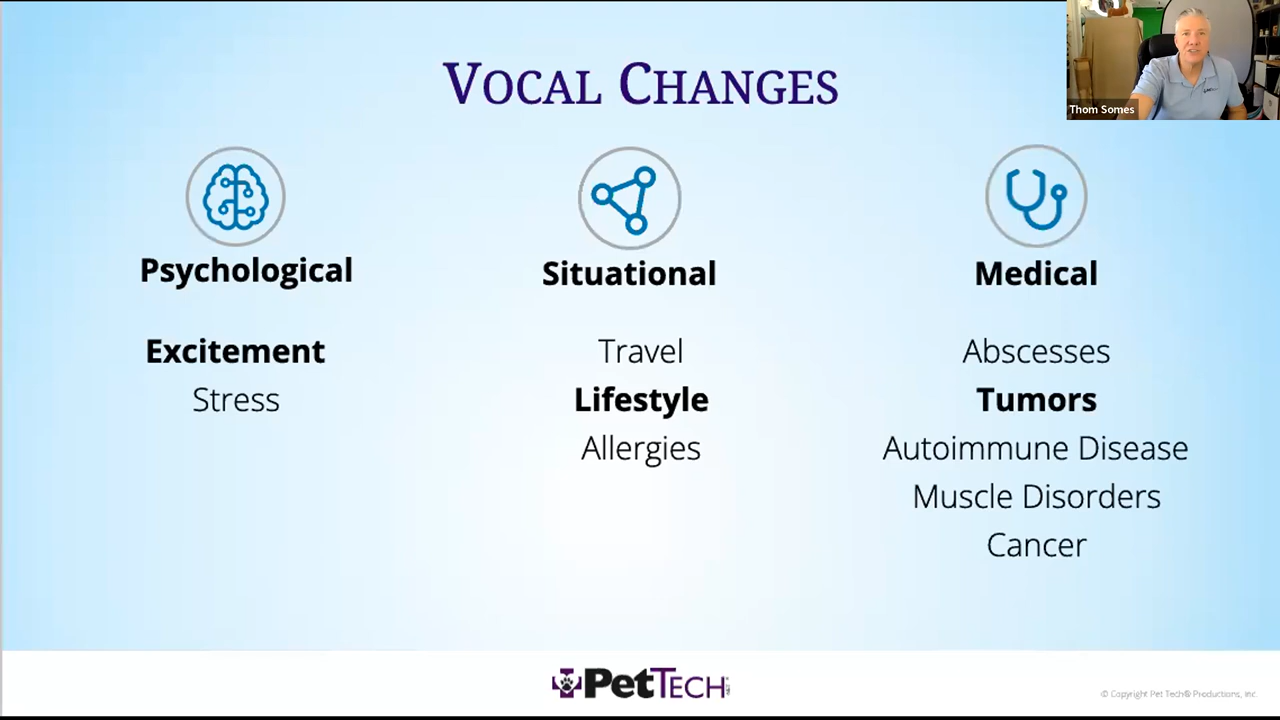 VOCAL CHANGES
Thom Somes
Psychological
Situational
Medical
Excitement
Stress
Travel
Lifestyle
Allergies
Abscesses
Tumors
Autoimmune Disease
Muscle Disorders
Cancer
PetTECH
© Copyright Pet Tech® Productions, Inc.